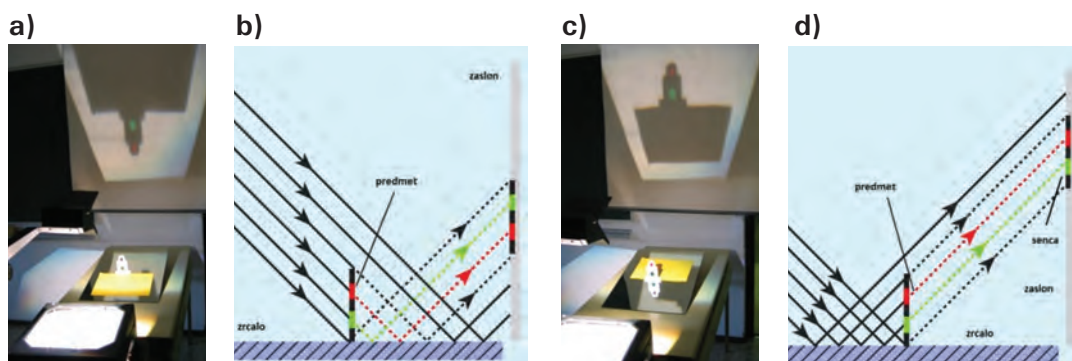 a)
b)
c)
d)
zaslon
predmet
zrcalo
predmet
senca
zaslon
zrcalo